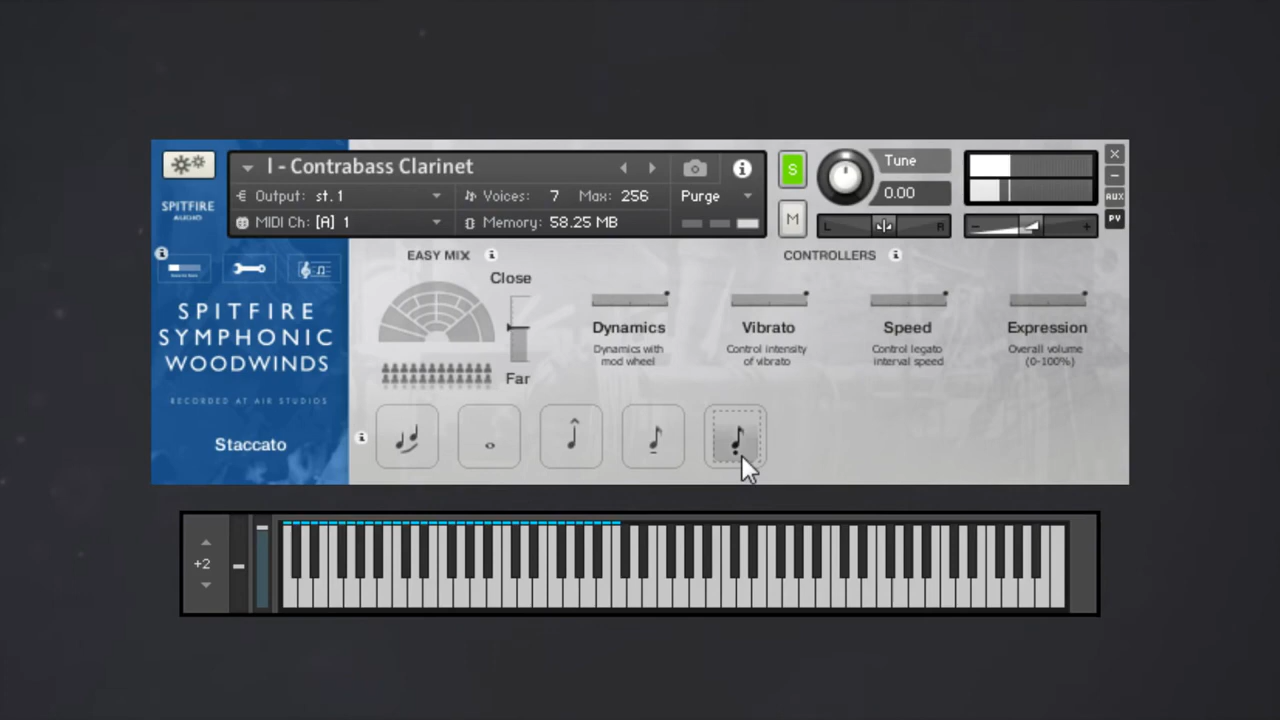 I - Contrabass Clarinet
S
Tune
X
SPITFIRE
AUDIO
Output: st.1
Voices: 7 Max: 256
Purge
0.00
AUX
MIDI Ch: [A] 1
Memory: 58.25 MB
M
L
R
- +
PV
EASY MIX
CONTROLLERS
Close
SPITFIRE
SYMPHONIC
WOODWINDS
Dynamics
Vibrato
Speed
Expression
Dynamics with
mod wheel
Control intensity
of vibrato
Control legato
interval speed
Overall volume
(0-100%)
Far
RECORDED AT AIR STUDIOS
Staccato
+2